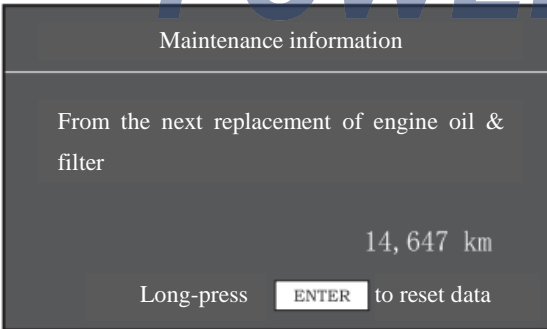 POWER
Maintenance information
From the next replacement of engine oil &
filter
14,647 km
Long-press ENTER to reset data